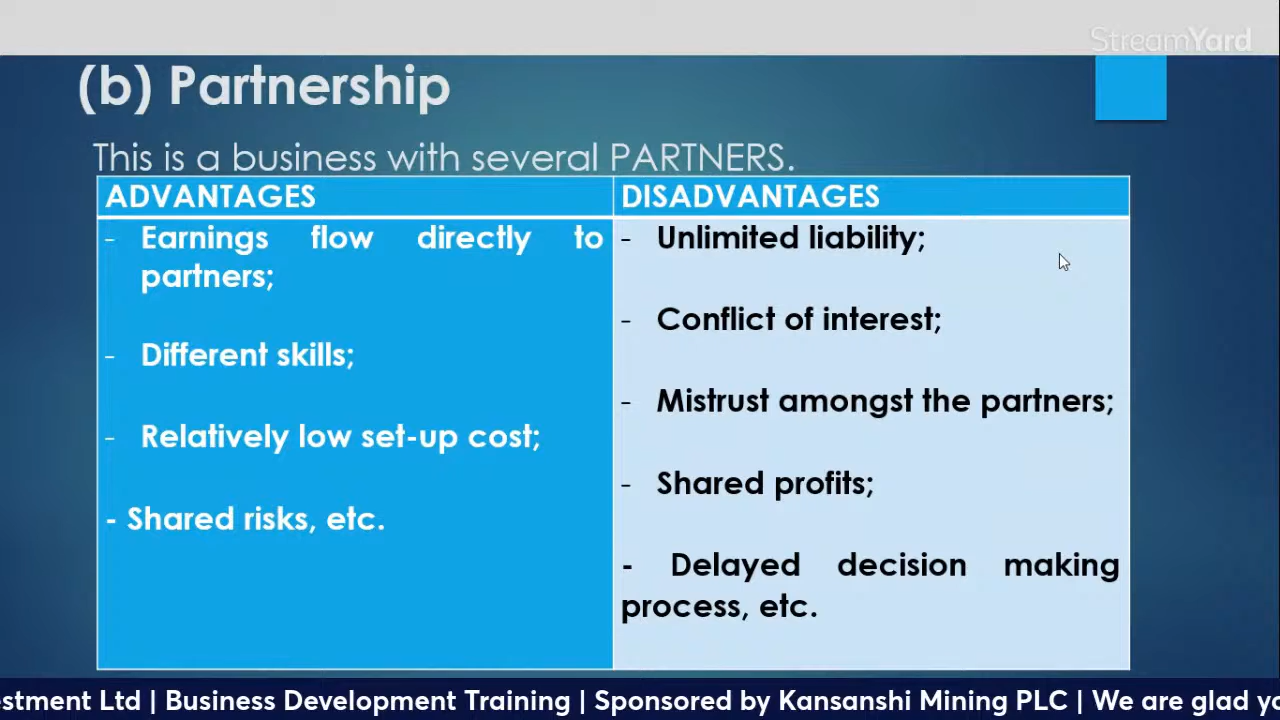 StreamYard
(b) Partnership
This is a business with several PARTNERS.
ADVANTAGES
- Earnings flow directly to
partners;
- Different skills;
- Relatively low set-up cost;
- Shared risks, etc.
DISADVANTAGES
- Unlimited liability;
- Conflict of interest;
- Mistrust amongst the partners;
- Shared profits;
- Delayed decision making
process, etc.
Ltd | Business Development Training | Sponsored by Kansanshi Mining PLC | We are glad